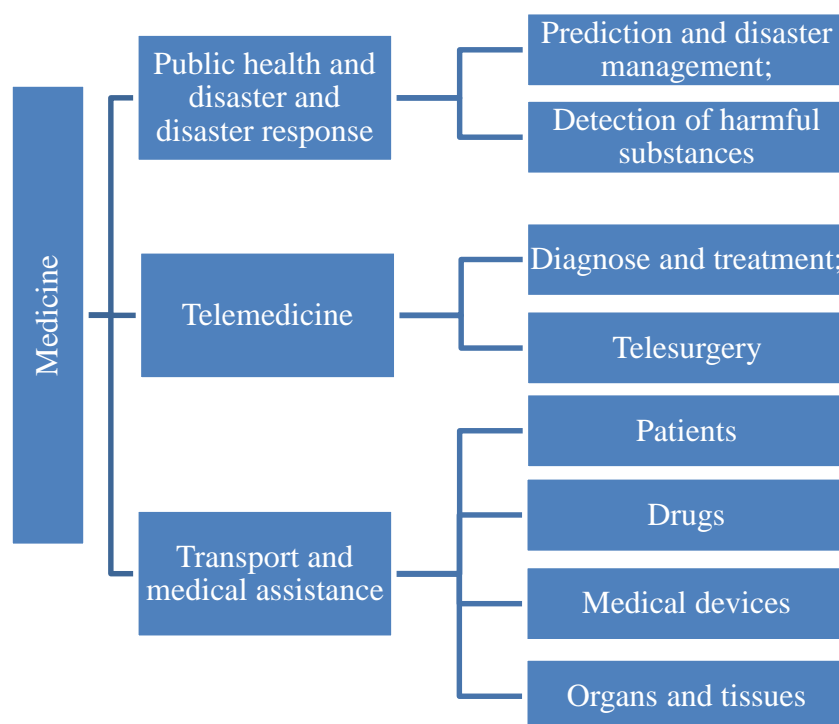 Medicine
Public health and
disaster and
disaster response
Prediction and disaster
management;
Detection of harmful
substances
Telemedicine
Diagnose and treatment;
Telesurgery
Transport and
medical assistance
Patients
Drugs
Medical devices
Organs and tissues